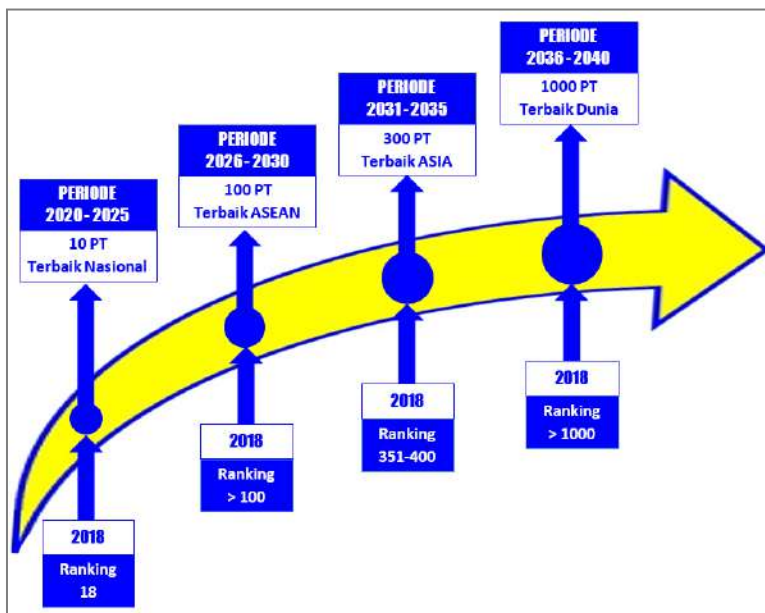 PERIODE
2020 - 2025
10 PT
Terbaik Nasional
PERIODE
2026 - 2030
100 PT
Terbaik ASEAN
PERIODE
2031 - 2035
300 PT
Terbaik ASIA
PERIODE
2036 - 2040
1000 PT
Terbaik Dunia
2018
Ranking
18
2018
Ranking
> 100
2018
Ranking
351-400
2018
Ranking
> 1000